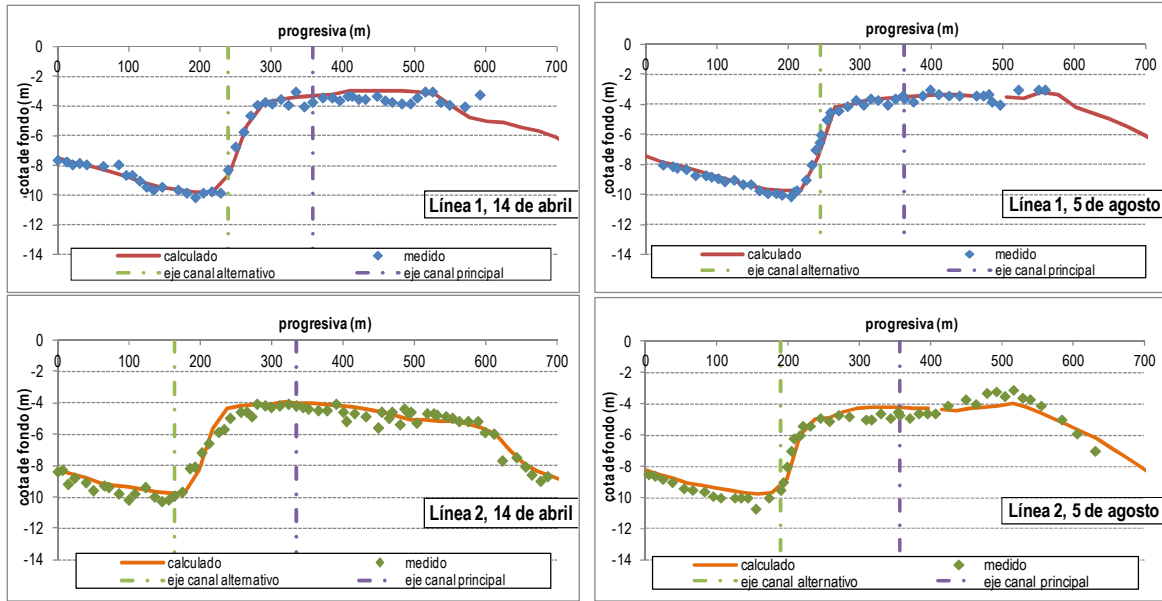 progresiva (m)
0
0 100 200 300 400 500 600 700
-2
-4
-6
-8
-10
-12
-14
cota de fondo (m)
Línea 1, 14 de abril
calculado
medido
eje canal alternativo
eje canal principal
progresiva (m)
0
0 100 200 300 400 500 600 700
-2
-4
-6
-8
-10
-12
-14
cota de fondo (m)
Línea 1, 5 de agosto
calculado
medido
eje canal alternativo
eje canal principal
progresiva (m)
0
0 100 200 300 400 500 600 700
-2
-4
-6
-8
-10
-12
-14
cota de fondo (m)
Línea 2, 14 de abril
calculado
medido
eje canal alternativo
eje canal principal
progresiva (m)
0
0 100 200 300 400 500 600 700
-2
-4
-6
-8
-10
-12
-14
cota de fondo (m)
Línea 2, 5 de agosto
calculado
medido
eje canal alternativo
eje canal principal